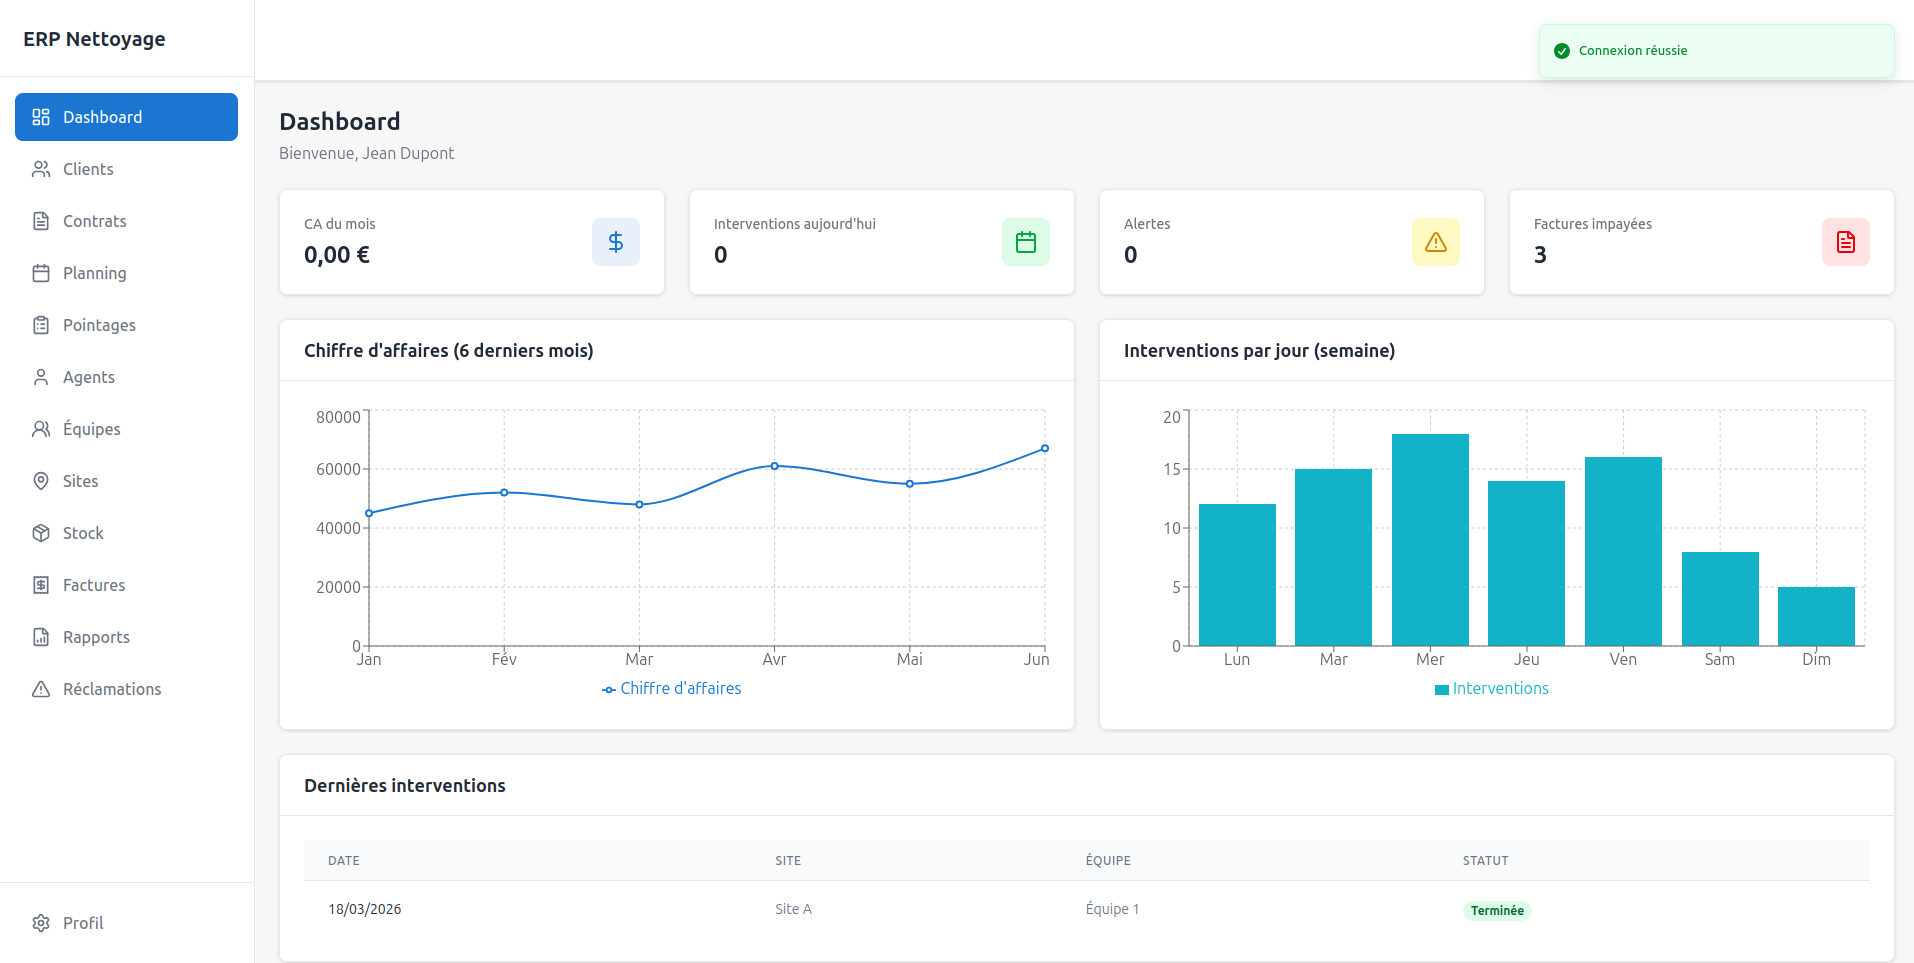 ERP Nettoyage
Connexion réussie
Dashboard
Clients
Contrats
Planning
Pointages
Agents
Équipes
Sites
Stock
Factures
Rapports
Réclamations
Profil
Dashboard
Bienvenue, Jean Dupont
CA du mois
0,00 €
Interventions aujourd'hui
0
Alertes
0
Factures impayées
3
Chiffre d'affaires (6 derniers mois)
80000
60000
40000
20000
0
Jan Fév Mar Avr Mai Jun
Chiffre d'affaires
Interventions par jour (semaine)
20
15
10
5
0
Lun Mar Mer Jeu Ven Sam Dim
Interventions
Dernières interventions
DATE SITE ÉQUIPE STATUT
18/03/2026 Site A Équipe 1 Terminée